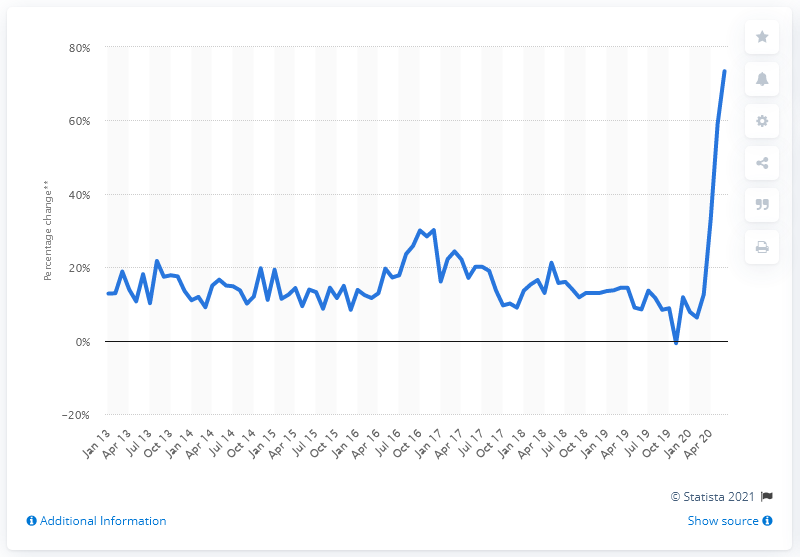 80%
60%
40%
20%
0%
−20%
Percentage change**
Jan 13
Apr 13
Jul 13
Oct 13
Jan 14
Apr 14
Jul 14
Oct 14
Jan 15
Apr 15
Jul 15
Oct 15
Jan 16
Apr 16
Jul 16
Oct 16
Jan 17
Apr 17
Jul 17
Oct 17
Jan 18
Apr 18
Jul 18
Oct 18
Jan 19
Apr 19
Jul 19
Oct 19
Jan 20
Apr 20
© Statista 2021
Additional Information
Show source